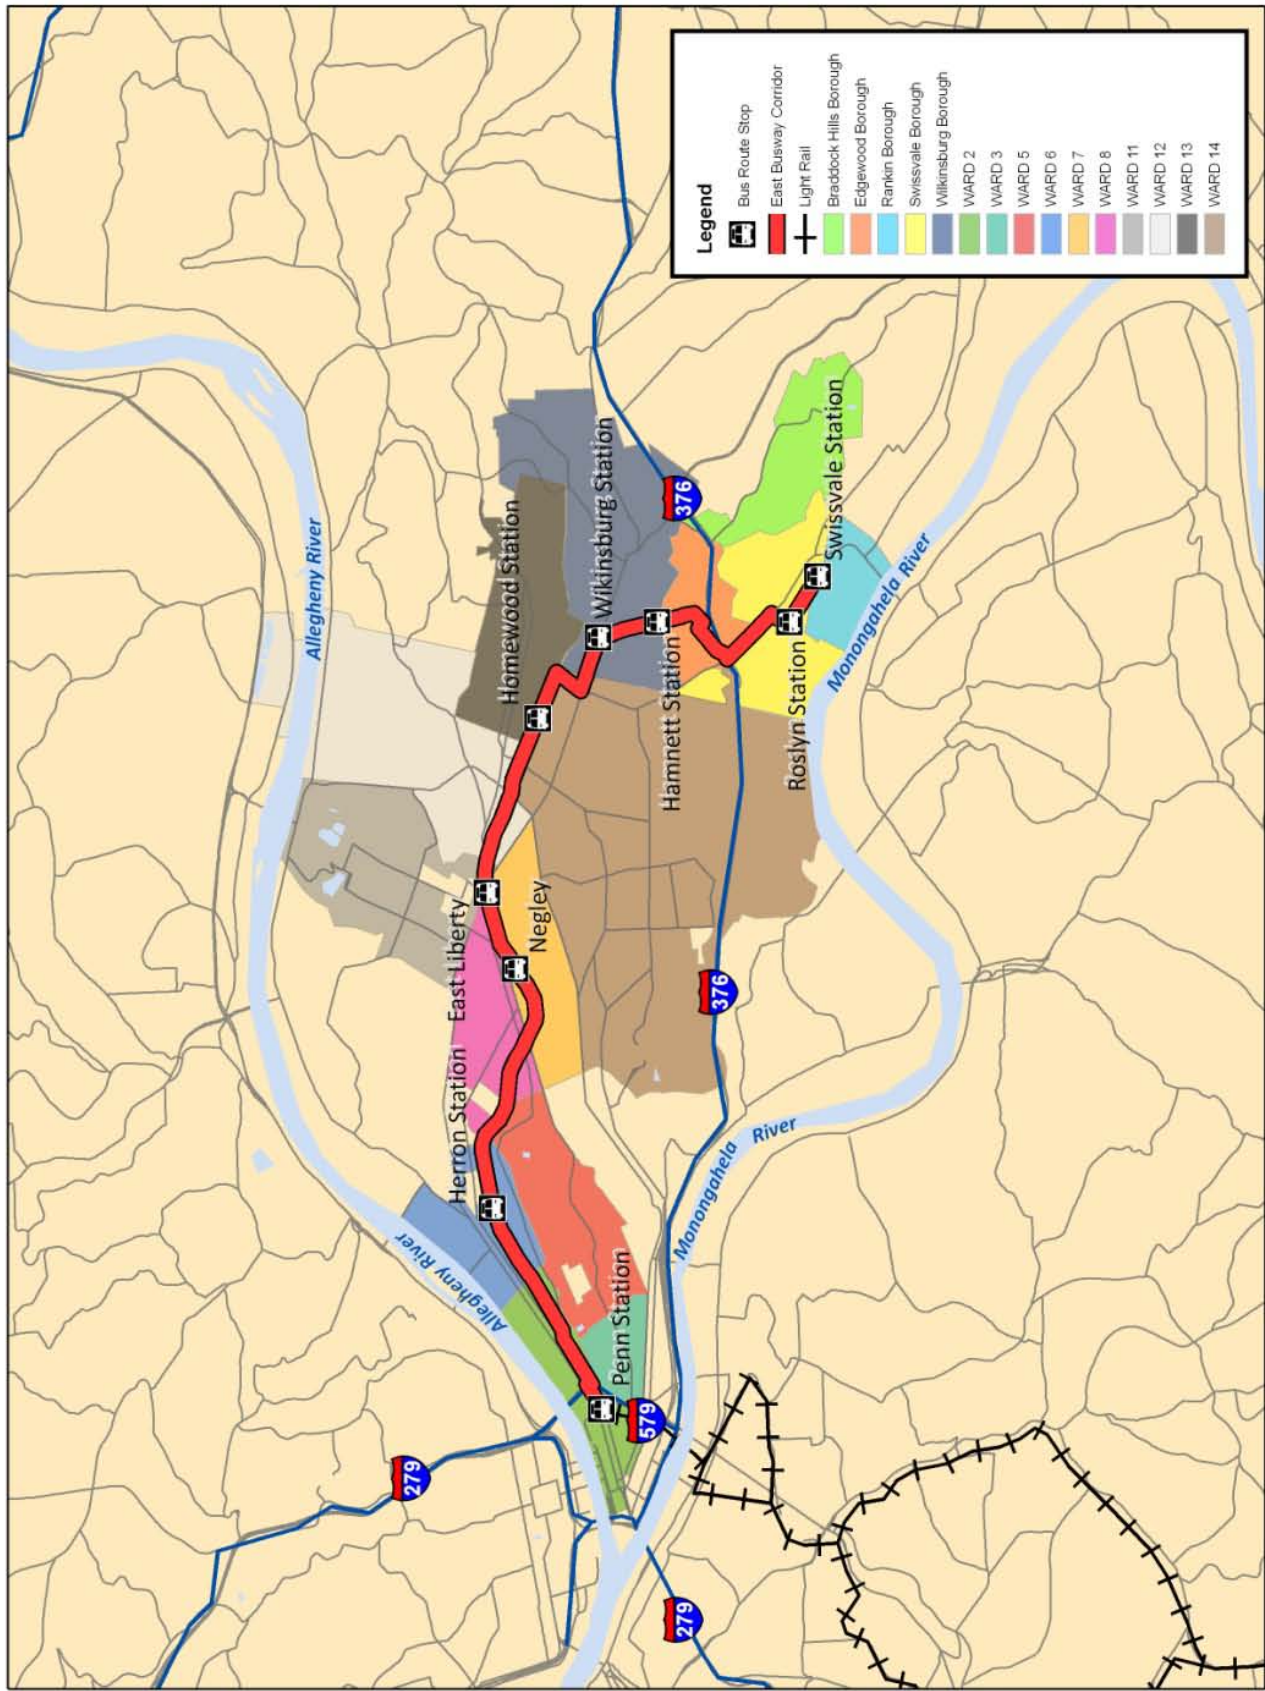 Legend
Bus Route Stop
East Busway Corridor
Light Rail
Braddock Hills Borough
Edgewood Borough
Rankin Borough
Swissvale Borough
Wilkinsburg Borough
WARD 2
WARD 3
WARD 5
WARD 6
WARD 7
WARD 8
WARD 11
WARD 12
WARD 13
WARD 14
Allegheny River
Allegheny River
279
279
579
Penn Station
Herron Station
East Liberty
Negley
Homewood Station
Wikinsburg Station
Hamnett Station
Roslyn Station
Swissvale Station
376
376
Monongahela River
Monongahela River